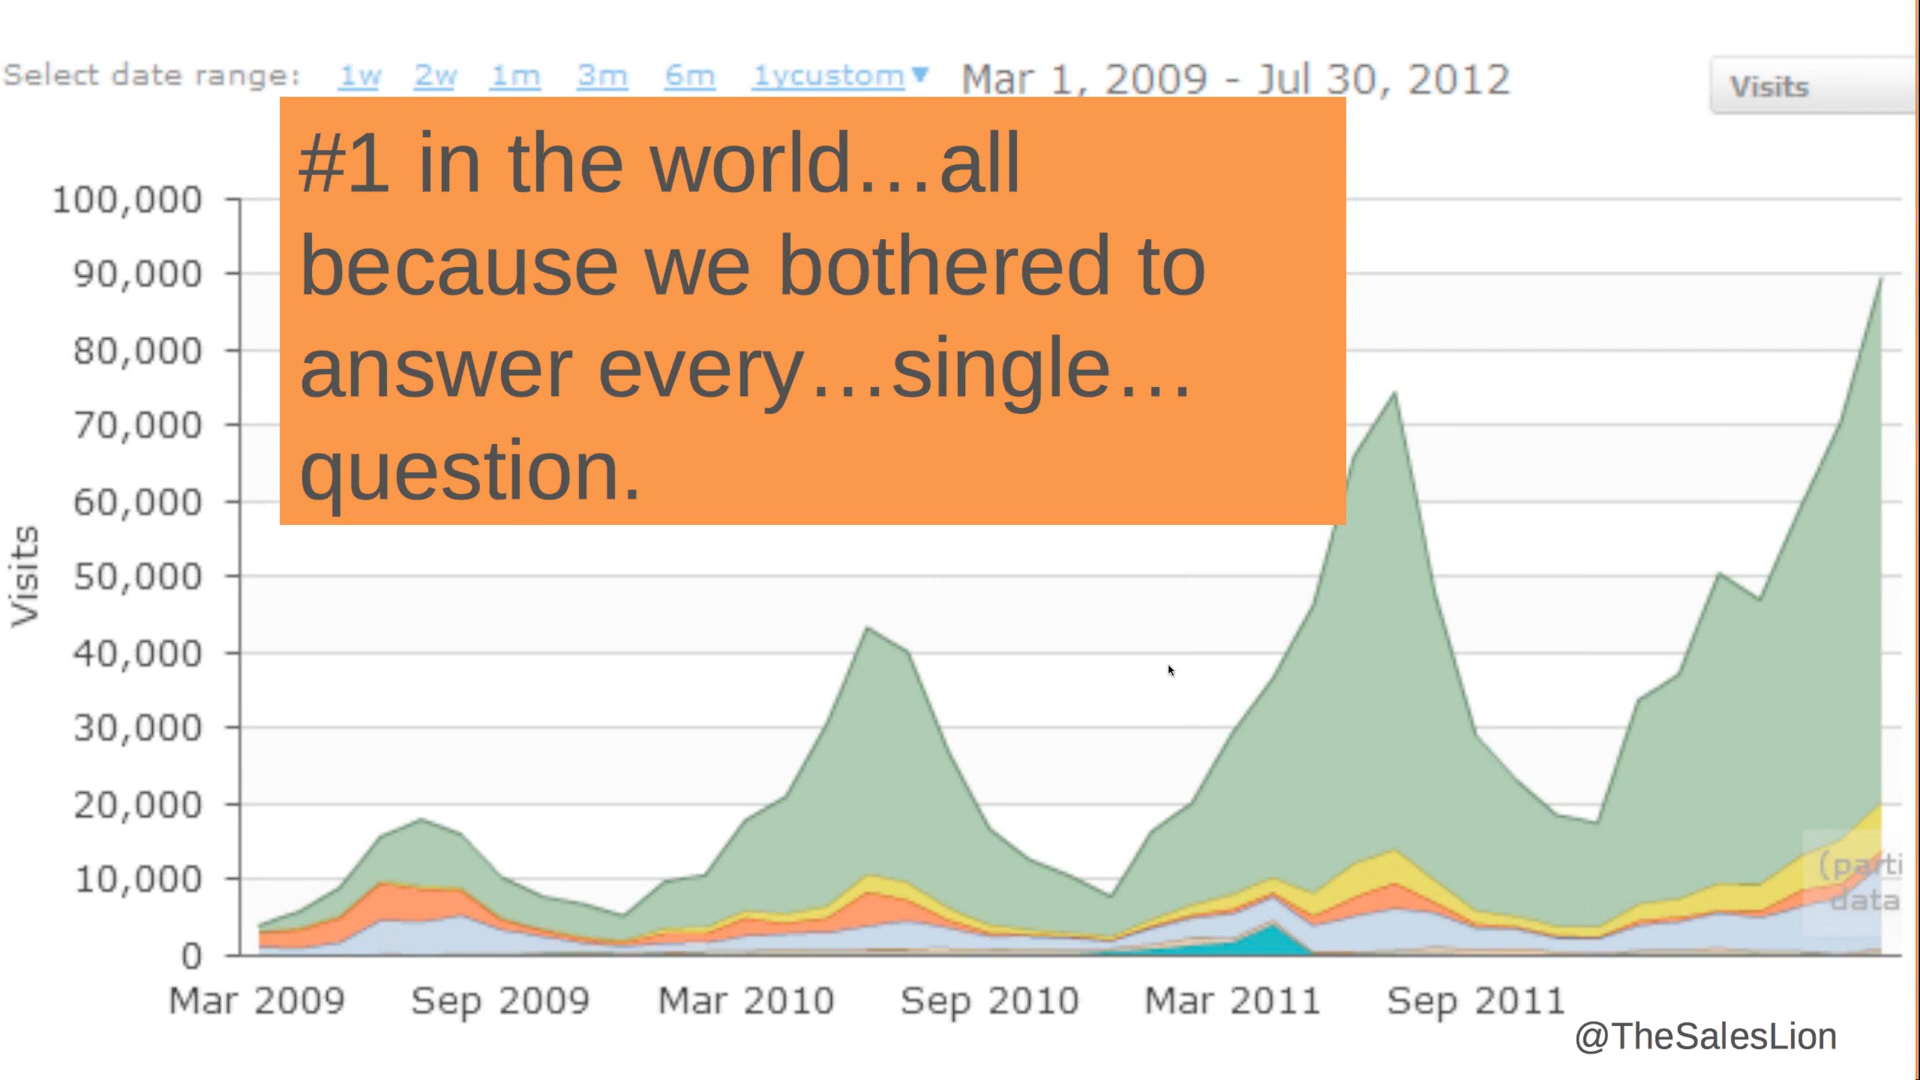 Select date range: 1w 2w 1m 3m 6m 1ycustom▼ Mar 1, 2009 - Jul 30, 2012
Visits
#1 in the world…all
because we bothered to
answer every…single…
question.
100,000
90,000
80,000
70,000
60,000
50,000
40,000
30,000
20,000
10,000
0
Visits
(parti
data
Mar 2009 Sep 2009 Mar 2010 Sep 2010 Mar 2011 Sep 2011
@TheSalesLion